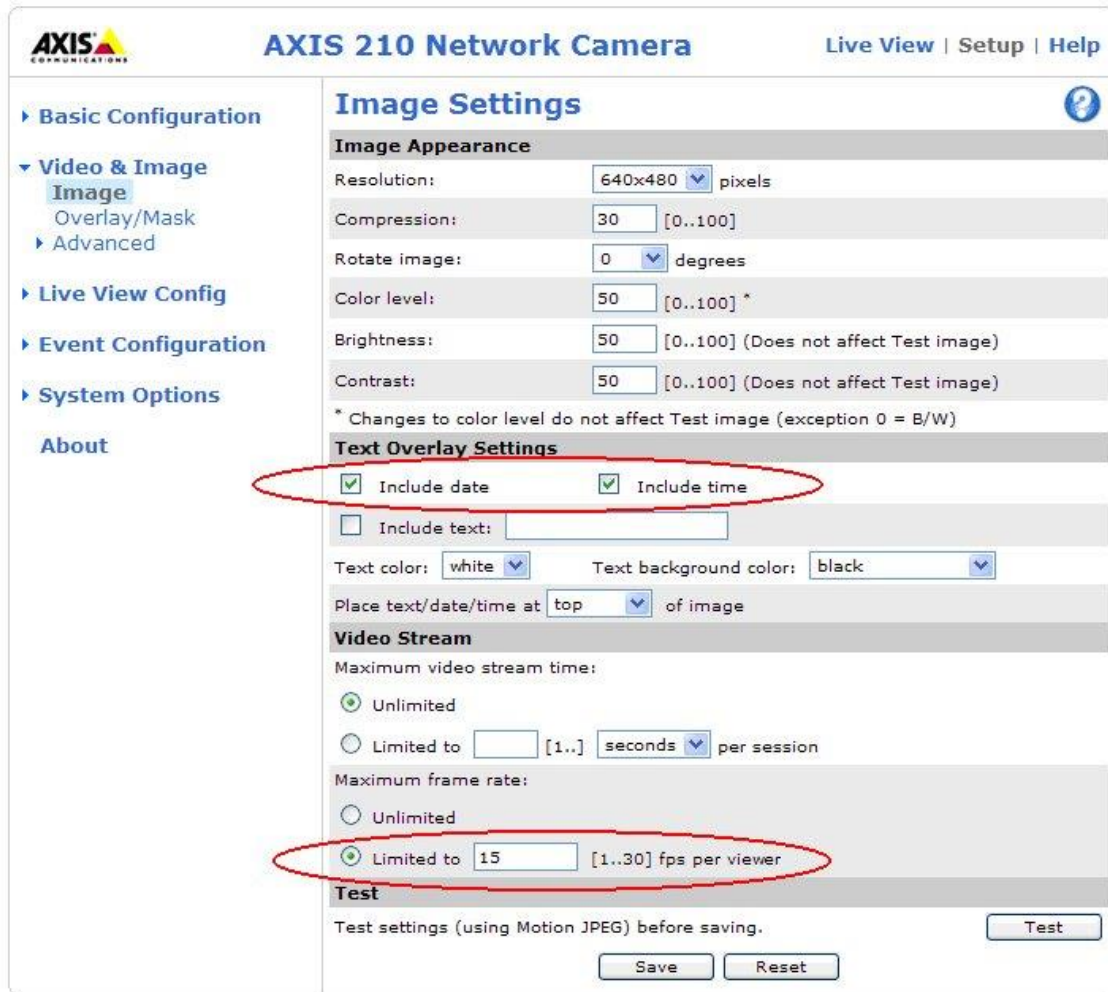 AXIS COMMUNICATIONS
AXIS 210 Network Camera
Live View | Setup | Help
Basic Configuration
Video & Image
Image
Overlay/Mask
Advanced
Live View Config
Event Configuration
System Options
About
Image Settings
?
Image Appearance
Resolution: 640x480 pixels
Compression: 30 [0..100]
Rotate image: 0 degrees
Color level: 50 [0..100] *
Brightness: 50 [0..100] (Does not affect Test image)
Contrast: 50 [0..100] (Does not affect Test image)
* Changes to color level do not affect Test image (exception 0 = B/W)
Text Overlay Settings
Include date Include time
Include text:
Text color: white Text background color: black
Place text/date/time at top of image
Video Stream
Maximum video stream time:
Unlimited
Limited to [1..] seconds per session
Maximum frame rate:
Unlimited
Limited to 15 [1..30] fps per viewer
Test
Test settings (using Motion JPEG) before saving. Test
Save Reset